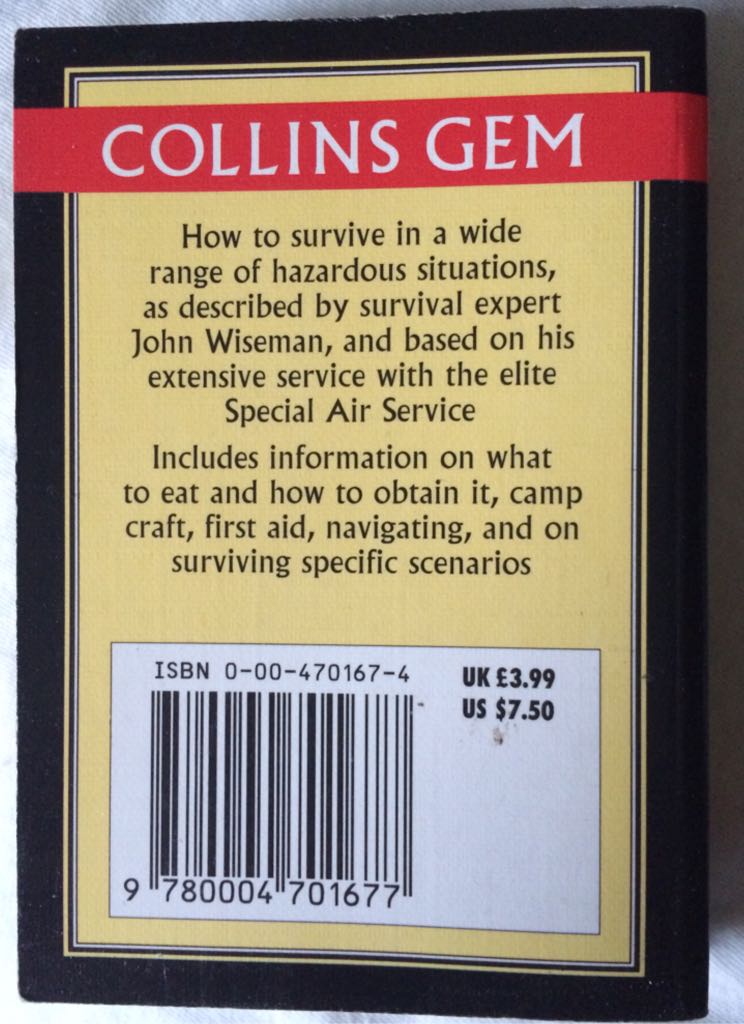 COLLINS GEM
How to survive in a wide
range of hazardous situations,
as described by survival expert
John Wiseman, and based on his
extensive service with the elite
Special Air Service
Includes information on what
to eat and how to obtain it, camp
craft, first aid, navigating, and on
surviving specific scenarios
ISBN 0-00-470167-4
UK £3.99
US $7.50
9 780004 701677